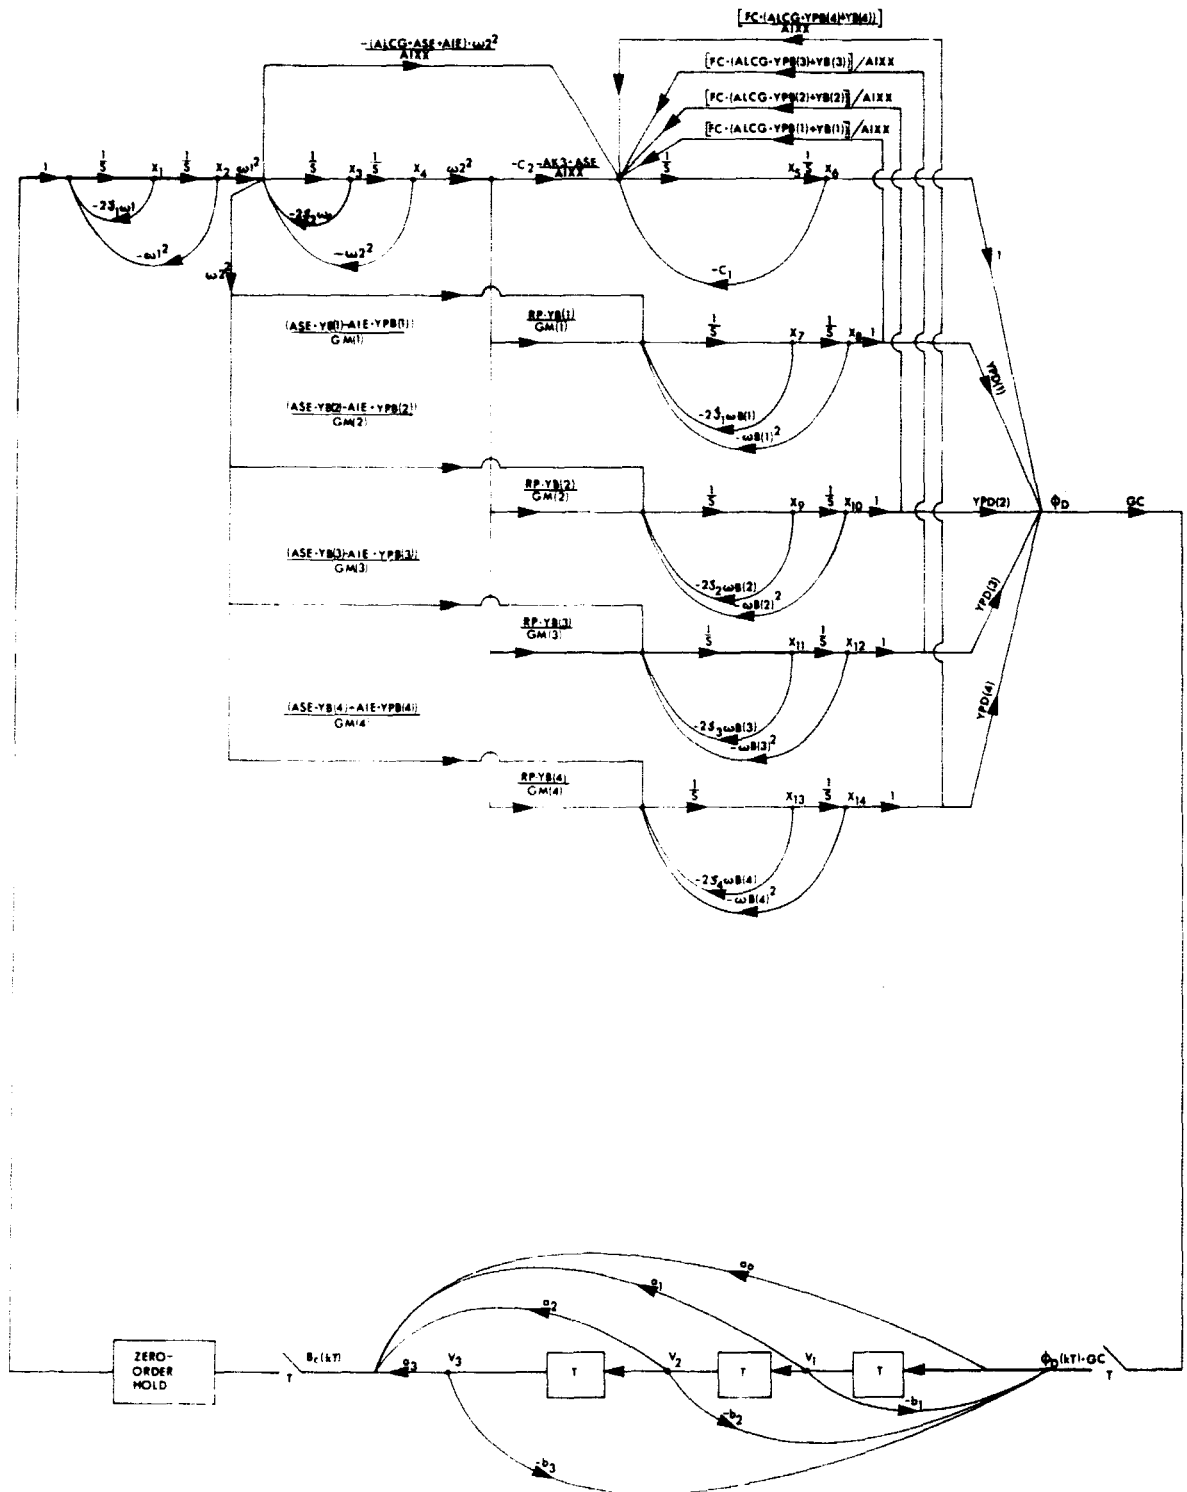 [FC·(ALCG·YPB(4)+YB(4))]
AIXX
-(ALCG·ASE+AIE)·ω2²
AIXX
[FC·(ALCG·YPB(3)+YB(3))]/AIXX
[FC·(ALCG·YPB(2)+YB(2))]/AIXX
[FC·(ALCG·YPB(1)+YB(1))]/AIXX
1 1/S X₁ 1/S X₂ ω1² 1/S X₃ 1/S X₄ ω2² -C₂ -AK3·ASE/AIXX 1/S X₅ 1/S X₆
-2ζ₁ω1
-ω1²
-ω2²
-C₁
1
ω2²
(ASE·YB(1)-AIE·YPB(1))
GM(1)
RP·YB(1)
GM(1)
1/S X₇ 1/S X₈ 1
YPD(1)
-2ζ₁ωB(1)
-ωB(1)²
(ASE·YB(2)-AIE·YPB(2))
GM(2)
RP·YB(2)
GM(2)
1/S X₉ 1/S X₁₀ 1 YPD(2) ϕD GC
-2ζ₂ωB(2)
-ωB(2)²
(ASE·YB(3)-AIE·YPB(3))
GM(3)
YPD(3)
RP·YB(3)
GM(3)
1/S X₁₁ 1/S X₁₂ 1
-2ζ₃ωB(3)
-ωB(3)²
YPD(4)
(ASE·YB(4)-AIE·YPB(4))
GM(4)
RP·YB(4)
GM(4)
1/S X₁₃ 1/S X₁₄ 1
-2ζ₄ωB(4)
-ωB(4)²
a₀
a₁
a₂
ZERO-
ORDER
HOLD
T
Bc(kT)
a₃ V₃ T V₂ T V₁ T ϕD(kT)·GC T
-b₁
-b₂
-b₃